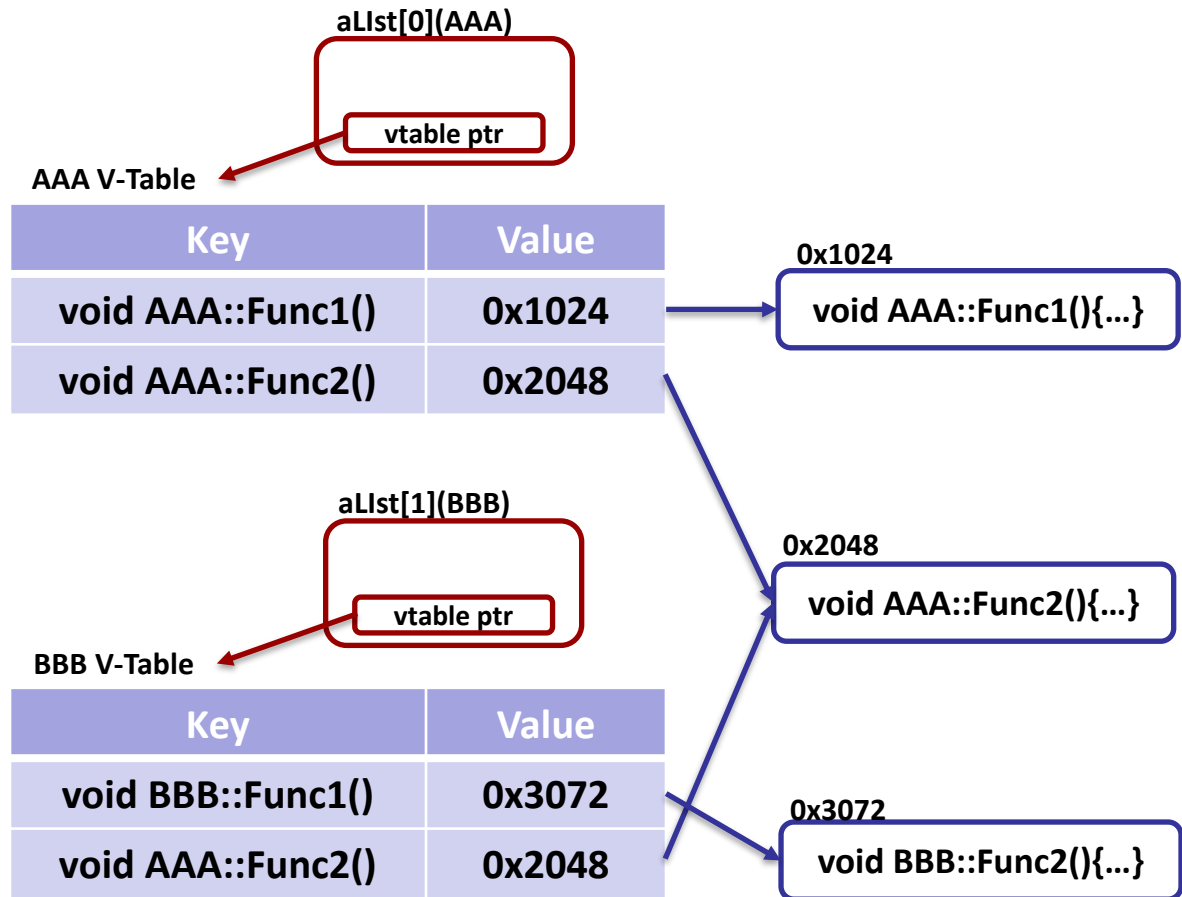 aLIst[0](AAA)
vtable ptr
AAA V-Table
Key Value
void AAA::Func1() 0x1024
void AAA::Func2() 0x2048
0x1024
void AAA::Func1(){…}
aLIst[1](BBB)
vtable ptr
0x2048
void AAA::Func2(){…}
BBB V-Table
Key Value
void BBB::Func1() 0x3072
void AAA::Func2() 0x2048
0x3072
void BBB::Func2(){…}